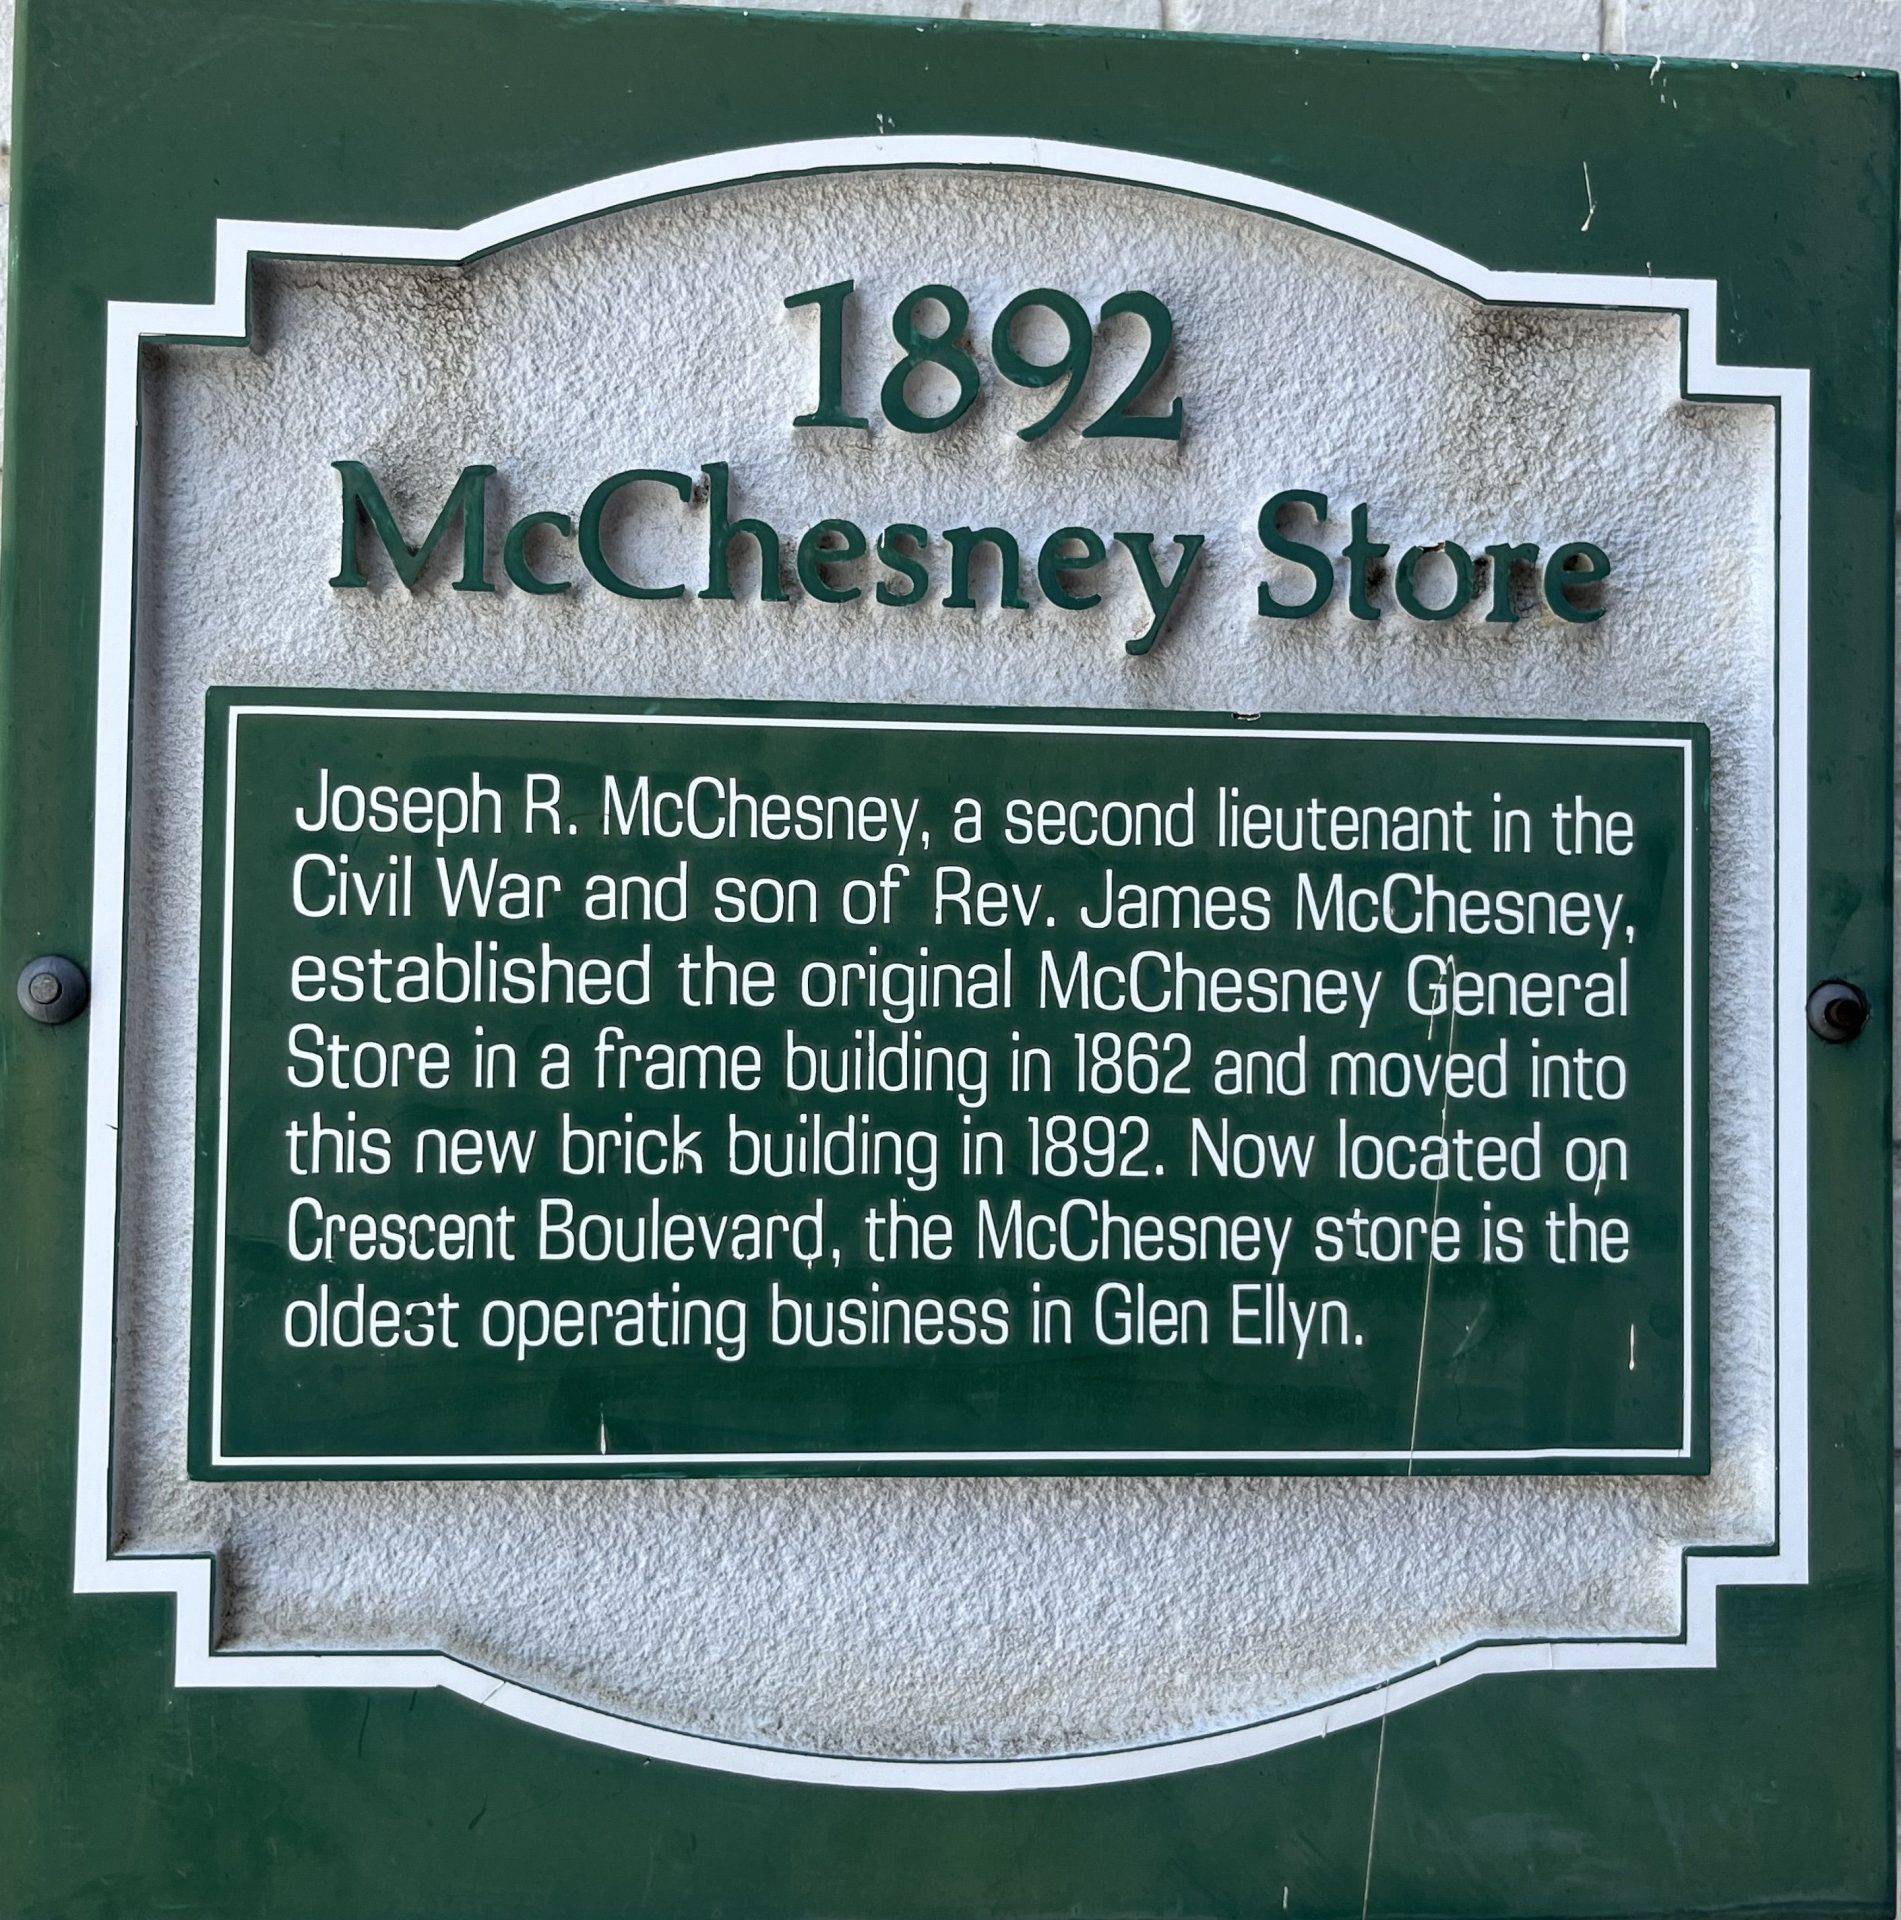 1892
McChesney Store
Joseph R. McChesney, a second lieutenant in the
Civil War and son of Rev. James McChesney,
established the original McChesney General
Store in a frame building in 1862 and moved into
this new brick building in 1892. Now located on
Crescent Boulevard, the McChesney store is the
oldest operating business in Glen Ellyn.